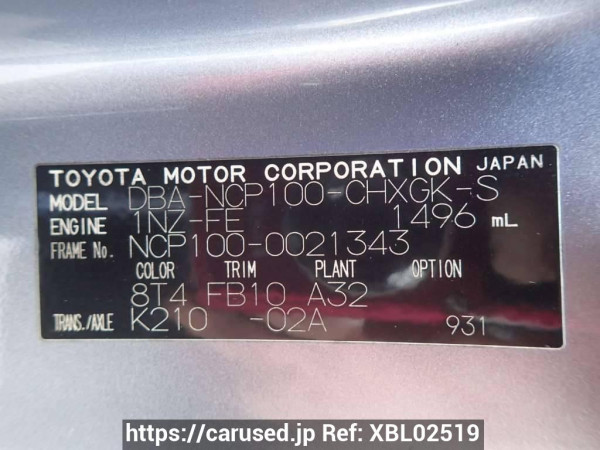 TOYOTA MOTOR CORPORATION JAPAN
MODEL DBA-NCP100-CHXGK-S
ENGINE 1NZ-FE 1496 mL
FRAME No. NCP100-0021343
COLOR TRIM PLANT OPTION
8T4 FB10 A32
TRANS./AXLE K210 -02A 931
https://carused.jp Ref: XBL02519